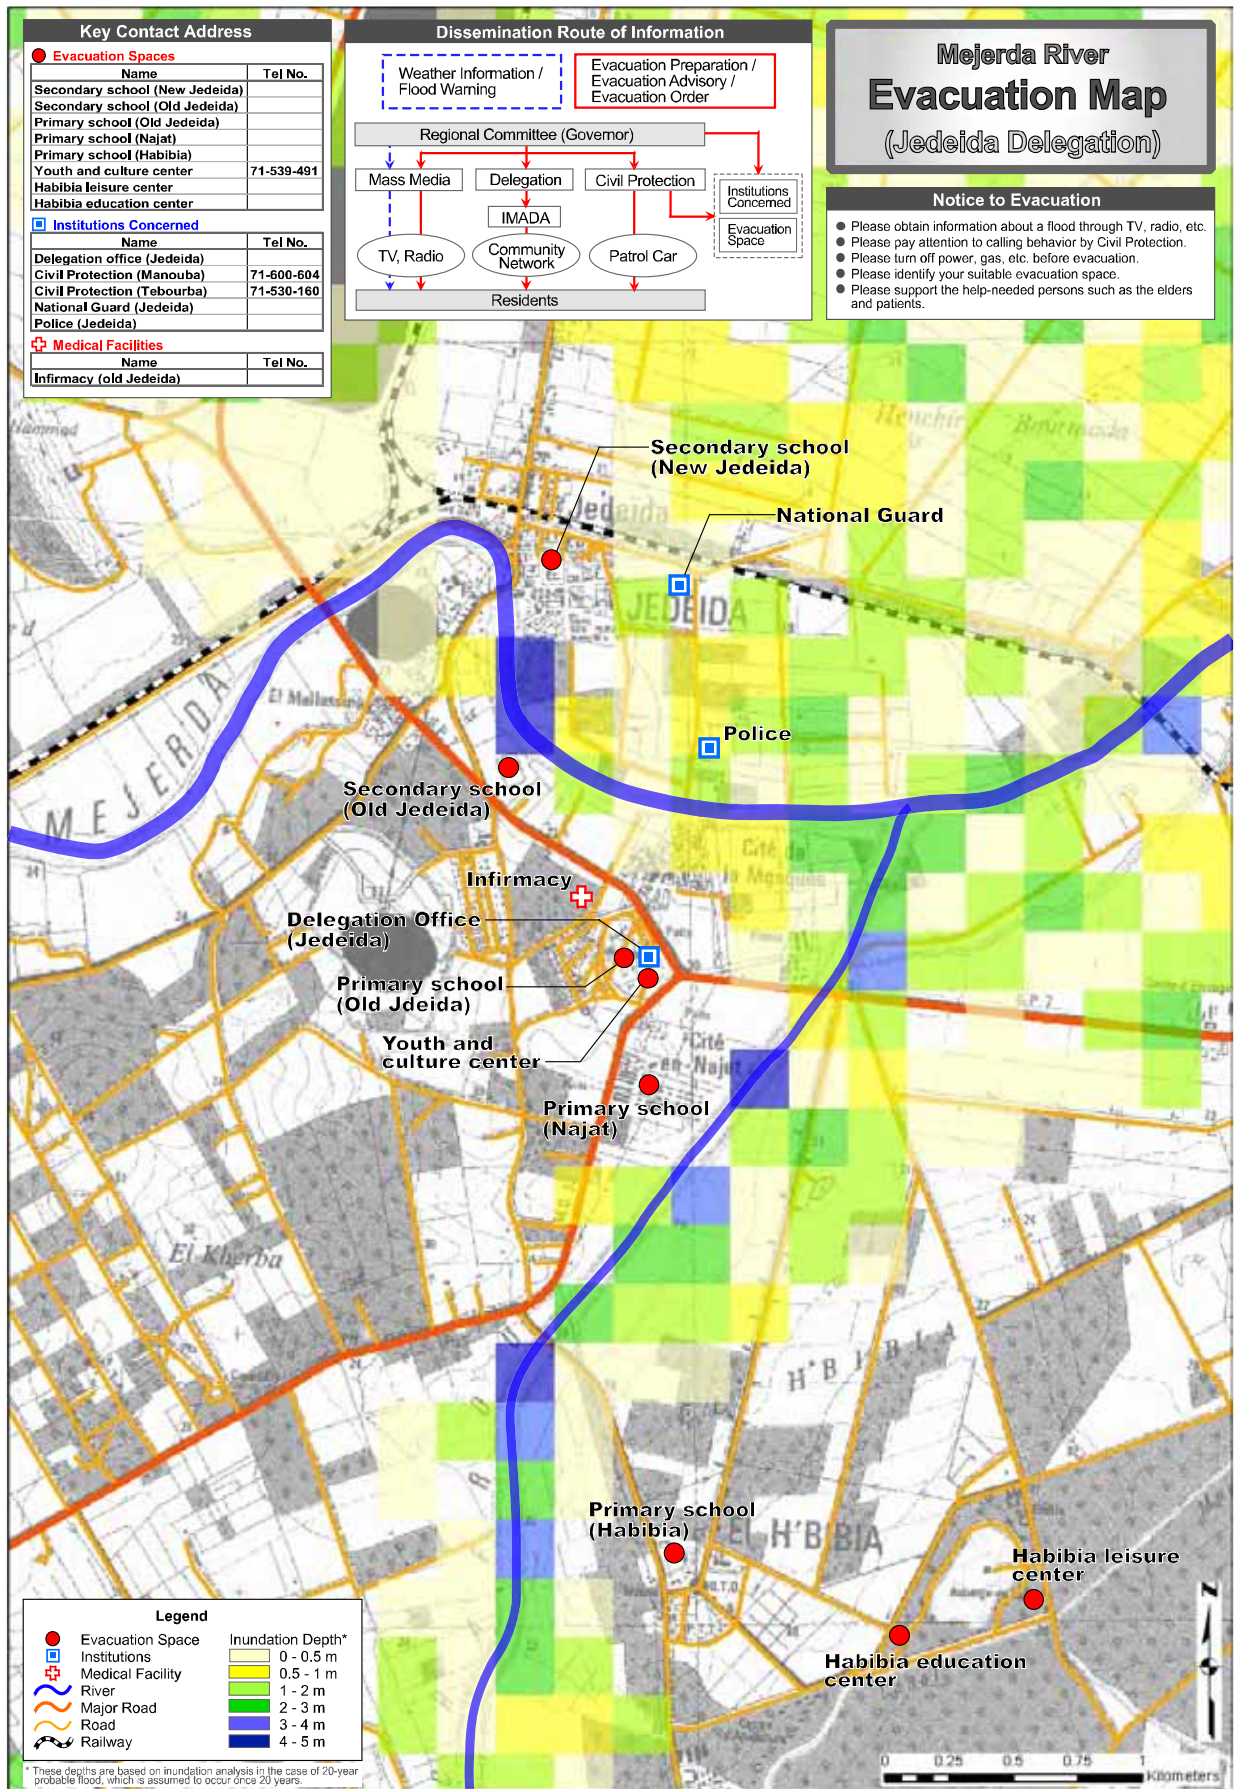 Key Contact Address
Evacuation Spaces
Name Tel No.
Secondary school (New Jedeida)
Secondary school (Old Jedeida)
Primary school (Old Jedeida)
Primary school (Najat)
Primary school (Habibia)
Youth and culture center 71-539-491
Habibia leisure center
Habibia education center
Institutions Concerned
Name Tel No.
Delegation office (Jedeida)
Civil Protection (Manouba) 71-600-604
Civil Protection (Tebourba) 71-530-160
National Guard (Jedeida)
Police (Jedeida)
Medical Facilities
Name Tel No.
Infirmacy (old Jedeida)
Dissemination Route of Information
Weather Information /
Flood Warning
Evacuation Preparation /
Evacuation Advisory /
Evacuation Order
Regional Committee (Governor)
Mass Media
Delegation
Civil Protection
Institutions
Concerned
IMADA
Evacuation
Space
TV, Radio
Community
Network
Patrol Car
Residents
Mejerda River
Evacuation Map
(Jedeida Delegation)
Notice to Evacuation
● Please obtain information about a flood through TV, radio, etc.
● Please pay attention to calling behavior by Civil Protection.
● Please turn off power, gas, etc. before evacuation.
● Please identify your suitable evacuation space.
● Please support the help-needed persons such as the elders
and patients.
Henchir
Secondary school
(New Jedeida)
Jedeida
National Guard
JEDEIDA
MEJERDA
Police
Secondary school
(Old Jedeida)
Cité de
la Mosquée
Infirmacy
Delegation Office
(Jedeida)
Primary school
(Old Jdeida)
G.P.7
Youth and
culture center
Cité
en-Najet
Primary school
(Najat)
El Kherba
H'BIBIA
Primary school
(Habibia)
EL H'BIBIA
Habibia leisure
center
Habibia education
center
N
Legend
Evacuation Space
Institutions
Medical Facility
River
Major Road
Road
Railway
Inundation Depth*
0 - 0.5 m
0.5 - 1 m
1 - 2 m
2 - 3 m
3 - 4 m
4 - 5 m
* These depths are based on inundation analysis in the case of 20-year
probable flood, which is assumed to occur once 20 years.
0 0.25 0.5 0.75 1
Kilometers